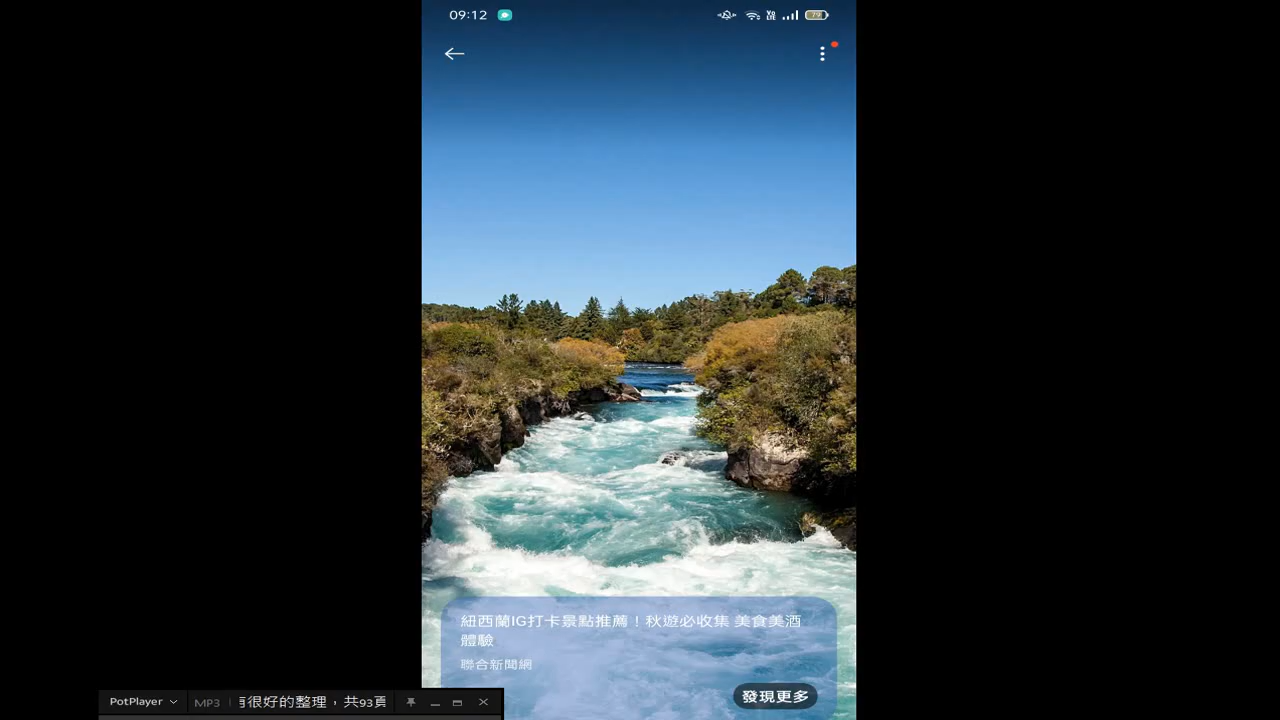 09:12
VoLTE
79
紐西蘭IG打卡景點推薦！秋遊必收集 美食美酒
體驗
聯合新聞網
發現更多
PotPlayer MP3 很好的整理，共93頁